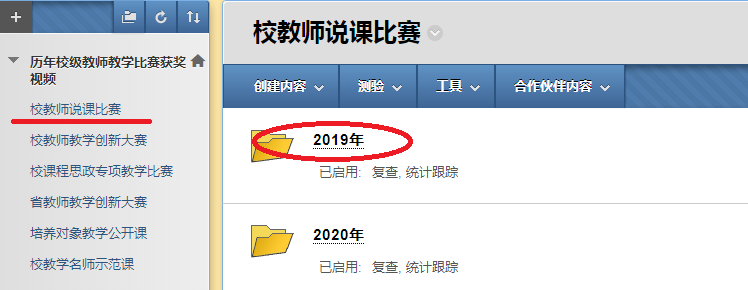 历年校级教师教学比赛获奖
视频
校教师说课比赛
校教师教学创新大赛
校课程思政专项教学比赛
省教师教学创新大赛
培养对象教学公开课
校教学名师示范课
校教师说课比赛
创建内容 测验 工具 合作伙伴内容
2019年
已启用: 复查, 统计跟踪
2020年
已启用: 复查, 统计跟踪